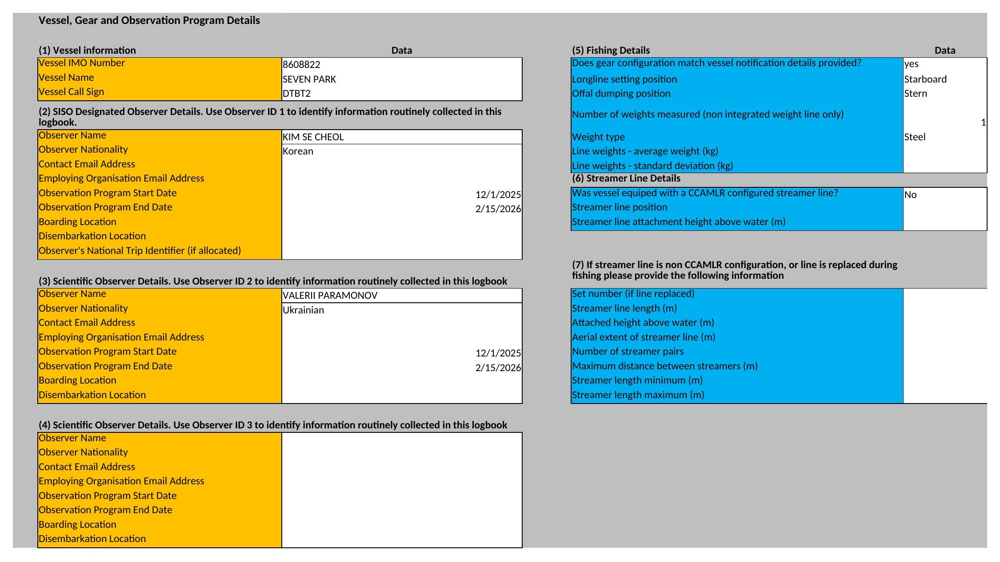 Vessel, Gear and Observation Program Details
(1) Vessel information Data
Vessel IMO Number 8608822
Vessel Name SEVEN PARK
Vessel Call Sign DTBT2
(2) SISO Designated Observer Details. Use Observer ID 1 to identify information routinely collected in this
logbook.
Observer Name KIM SE CHEOL
Observer Nationality Korean
Contact Email Address
Employing Organisation Email Address
Observation Program Start Date 12/1/2025
Observation Program End Date 2/15/2026
Boarding Location
Disembarkation Location
Observer's National Trip Identifier (if allocated)
(3) Scientific Observer Details. Use Observer ID 2 to identify information routinely collected in this logbook
Observer Name VALERII PARAMONOV
Observer Nationality Ukrainian
Contact Email Address
Employing Organisation Email Address
Observation Program Start Date 12/1/2025
Observation Program End Date 2/15/2026
Boarding Location
Disembarkation Location
(4) Scientific Observer Details. Use Observer ID 3 to identify information routinely collected in this logbook
Observer Name
Observer Nationality
Contact Email Address
Employing Organisation Email Address
Observation Program Start Date
Observation Program End Date
Boarding Location
Disembarkation Location
(5) Fishing Details Data
Does gear configuration match vessel notification details provided? yes
Longline setting position Starboard
Offal dumping position Stern
Number of weights measured (non integrated weight line only) 1
Weight type Steel
Line weights - average weight (kg)
Line weights - standard deviation (kg)
(6) Streamer Line Details
Was vessel equiped with a CCAMLR configured streamer line? No
Streamer line position
Streamer line attachment height above water (m)
(7) If streamer line is non CCAMLR configuration, or line is replaced during
fishing please provide the following information
Set number (if line replaced)
Streamer line length (m)
Attached height above water (m)
Aerial extent of streamer line (m)
Number of streamer pairs
Maximum distance between streamers (m)
Streamer length minimum (m)
Streamer length maximum (m)